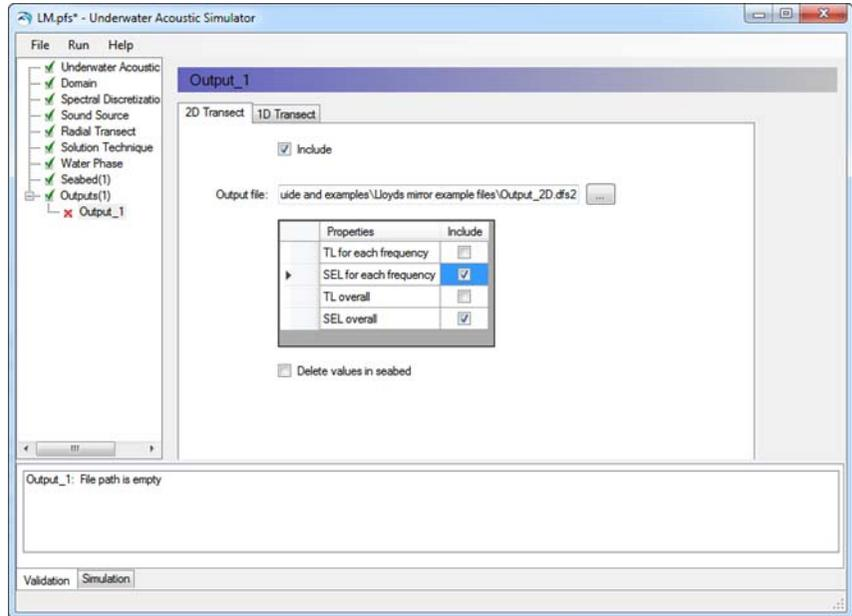 LM.pfs* - Underwater Acoustic Simulator
File Run Help
Underwater Acoustic
Domain
Spectral Discretizatio
Sound Source
Radial Transect
Solution Technique
Water Phase
Seabed(1)
Outputs(1)
Output_1
Output_1
2D Transect 1D Transect
Include
Output file: uide and examples\Lloyds mirror example files\Output_2D.dfs2 ...
Properties Include
TL for each frequency
SEL for each frequency
TL overall
SEL overall
Delete values in seabed
Output_1: File path is empty
Validation Simulation